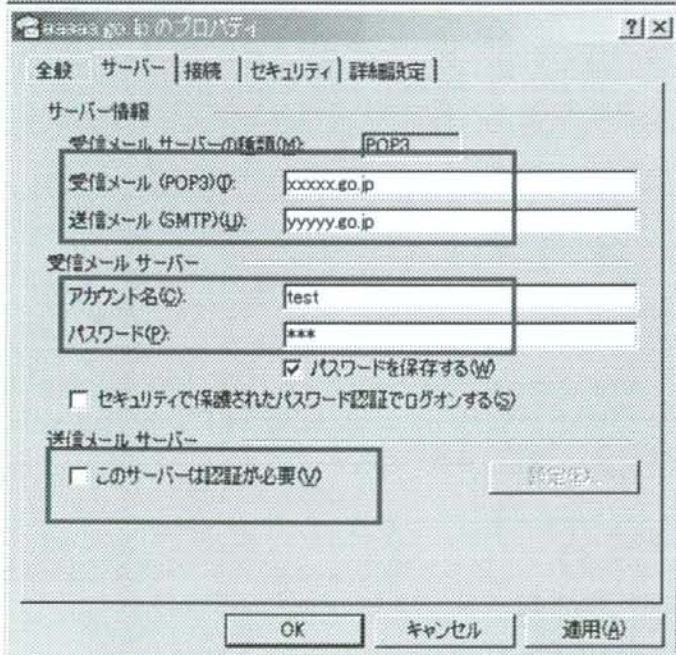 aaaaa.go.jp のプロパティ
? ×
全般 サーバー 接続 セキュリティ 詳細設定
サーバー情報
受信メール サーバーの種類(M): POP3
受信メール (POP3)(I): xxxxx.go.jp
送信メール (SMTP)(U): yyyyy.go.jp
受信メール サーバー
アカウント名(C): test
パスワード(P): ***
パスワードを保存する(W)
セキュリティで保護されたパスワード認証でログオンする(S)
送信メール サーバー
このサーバーは認証が必要(V) 設定(E)...
OK キャンセル 適用(A)